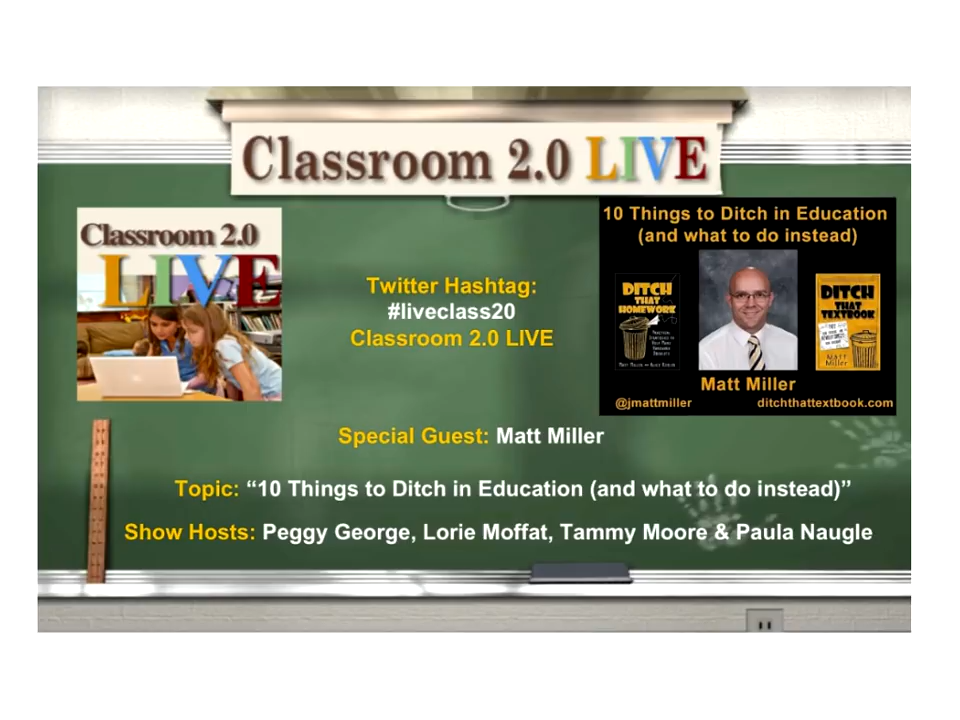 Classroom 2.0 LIVE
Classroom 2.0
LIVE
Twitter Hashtag:
#liveclass20
Classroom 2.0 LIVE
10 Things to Ditch in Education
(and what to do instead)
DITCH
THAT
HOMEWORK
DITCH
THAT
TEXTBOOK
Matt
Miller
Matt Miller
@jmattmiller
ditchthattextbook.com
Special Guest: Matt Miller
Topic: “10 Things to Ditch in Education (and what to do instead)”
Show Hosts: Peggy George, Lorie Moffat, Tammy Moore & Paula Naugle